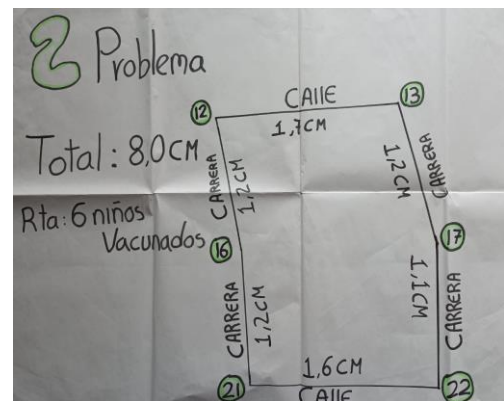 2 Problema
Total: 8,0CM
Rta: 6 niños
Vacunados
12
CAllE
1,7CM
13
CARRERA
1,2CM
1,2CM
CARRERA
16
17
CARRERA
1,2CM
1,1CM
CARRERA
21
1,6CM
CAllE
22